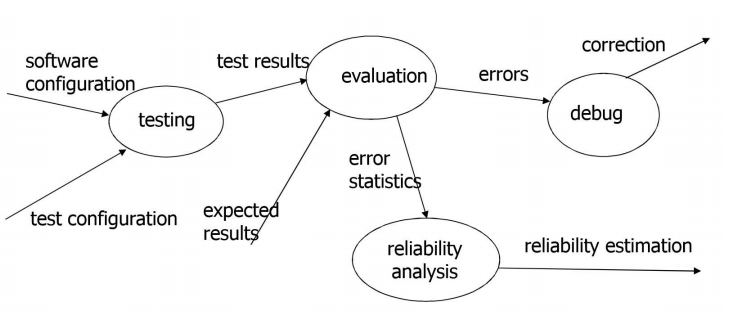 software
configuration
testing
test configuration
test results
expected
results
evaluation
errors
error
statistics
debug
correction
reliability
analysis
reliability estimation